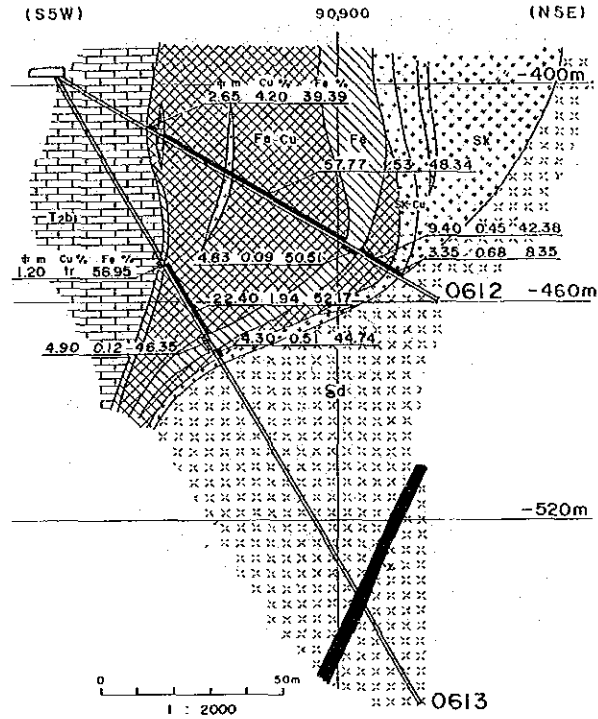 (S5W) 90,900 (N5E)
-400m
m Cu% Fe%
2.65 4.20 39.39
Fe-Cu Fe Sk
57.77 .53 48.34
Sk-Cu
9.40 0.45 42.38
4.83 0.09 50.51
3.35 0.68 8.35
m Cu% Fe%
1.20 tr 56.95
0612 -460m
22.40 1.94 52.17
4.90 0.12 46.35
4.30 0.51 44.74
Sd
-520m
0 50m
1 : 2000
0613